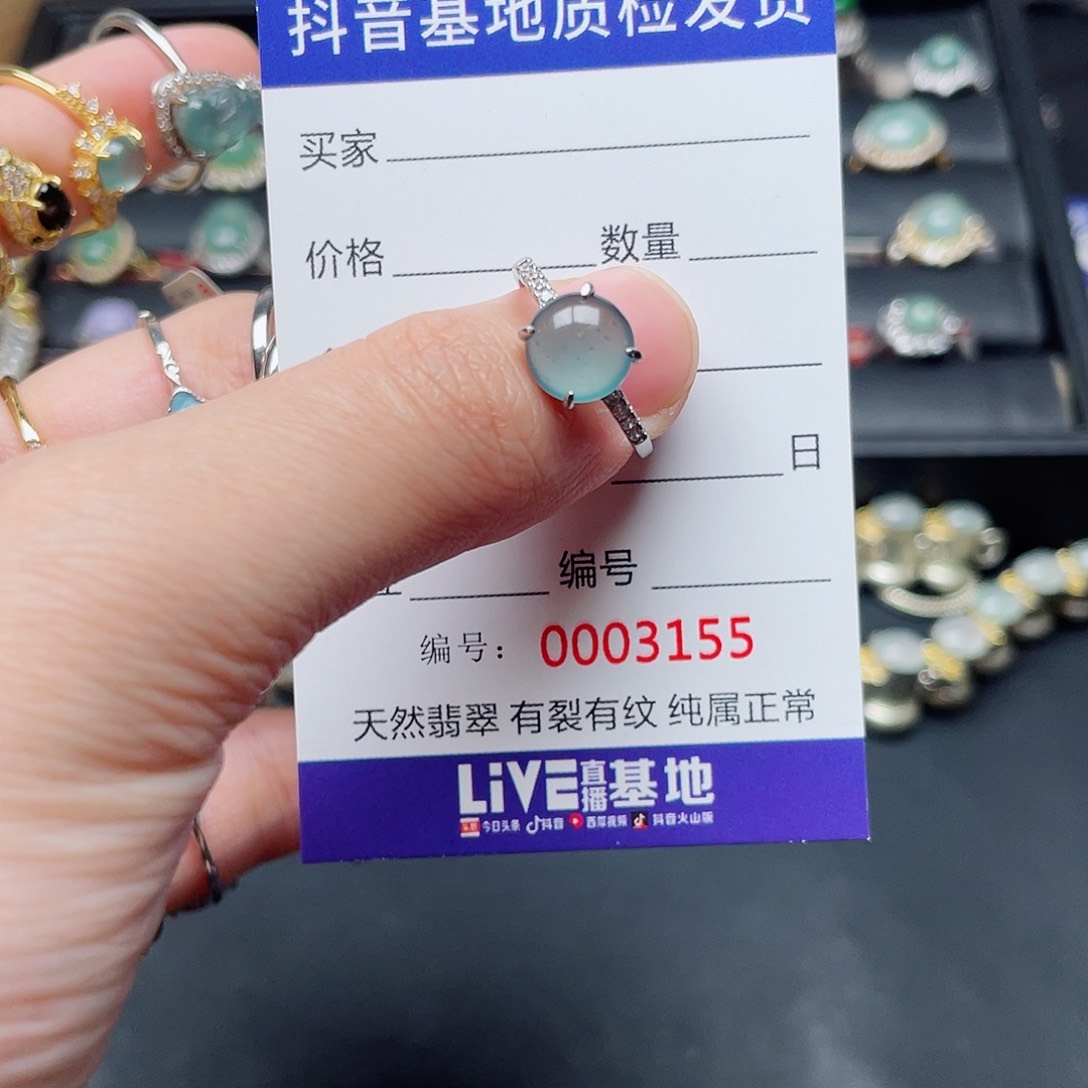 抖音基地质检发货
买家
价格 数量
日
编号
编号： 0003155
天然翡翠 有裂有纹 纯属正常
LiVE直播基地
头条 今日头条 抖音 西瓜视频 抖音火山版